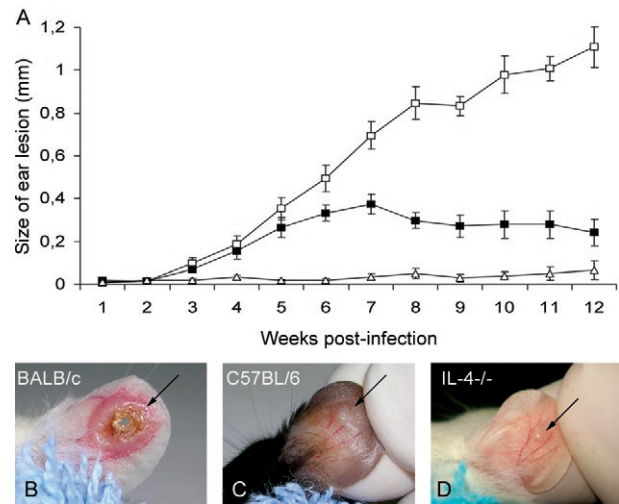 A
Size of ear lesion (mm)
1,2
1
0,8
0,6
0,4
0,2
0
1 2 3 4 5 6 7 8 9 10 11 12
Weeks post-infection
BALB/c
B
C57BL/6
C
IL-4-/-
D